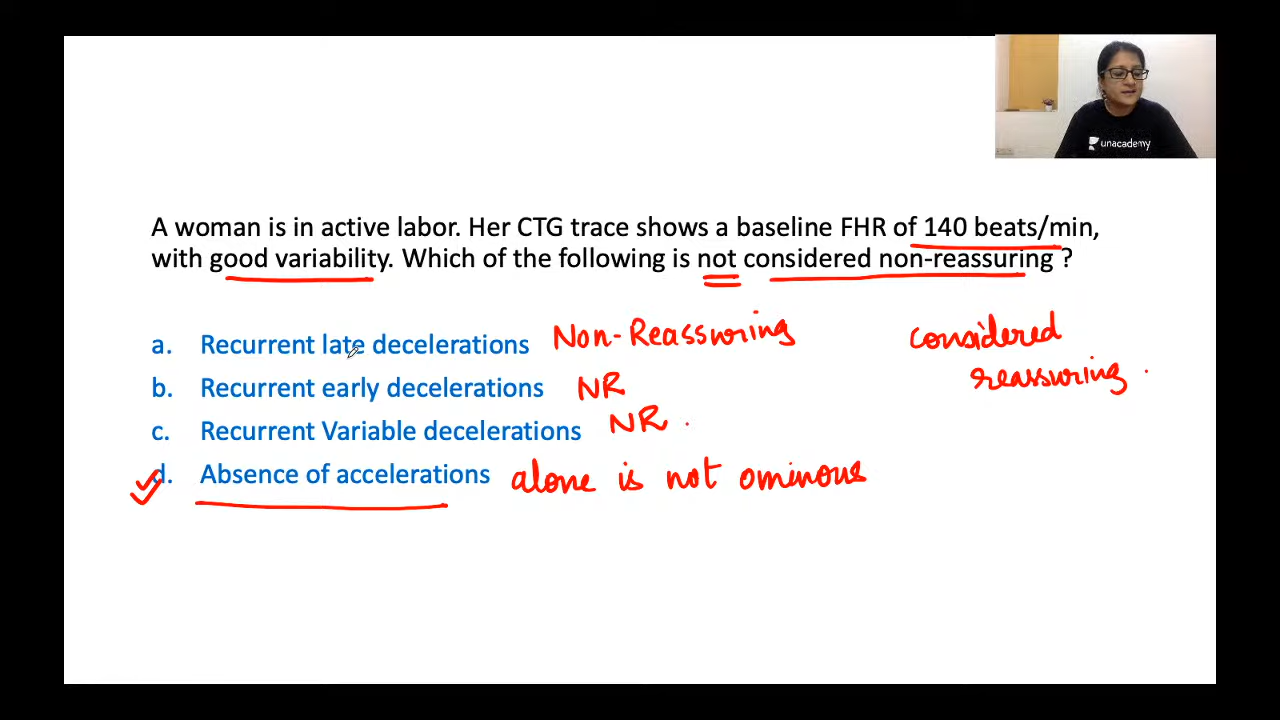 unacademy
A woman is in active labor. Her CTG trace shows a baseline FHR of 140 beats/min,
with good variability. Which of the following is not considered non-reassuring ?
a. Recurrent late decelerations Non-Reassuring
considered
reassuring.
b. Recurrent early decelerations NR
c. Recurrent Variable decelerations NR.
d. Absence of accelerations alone is not ominous